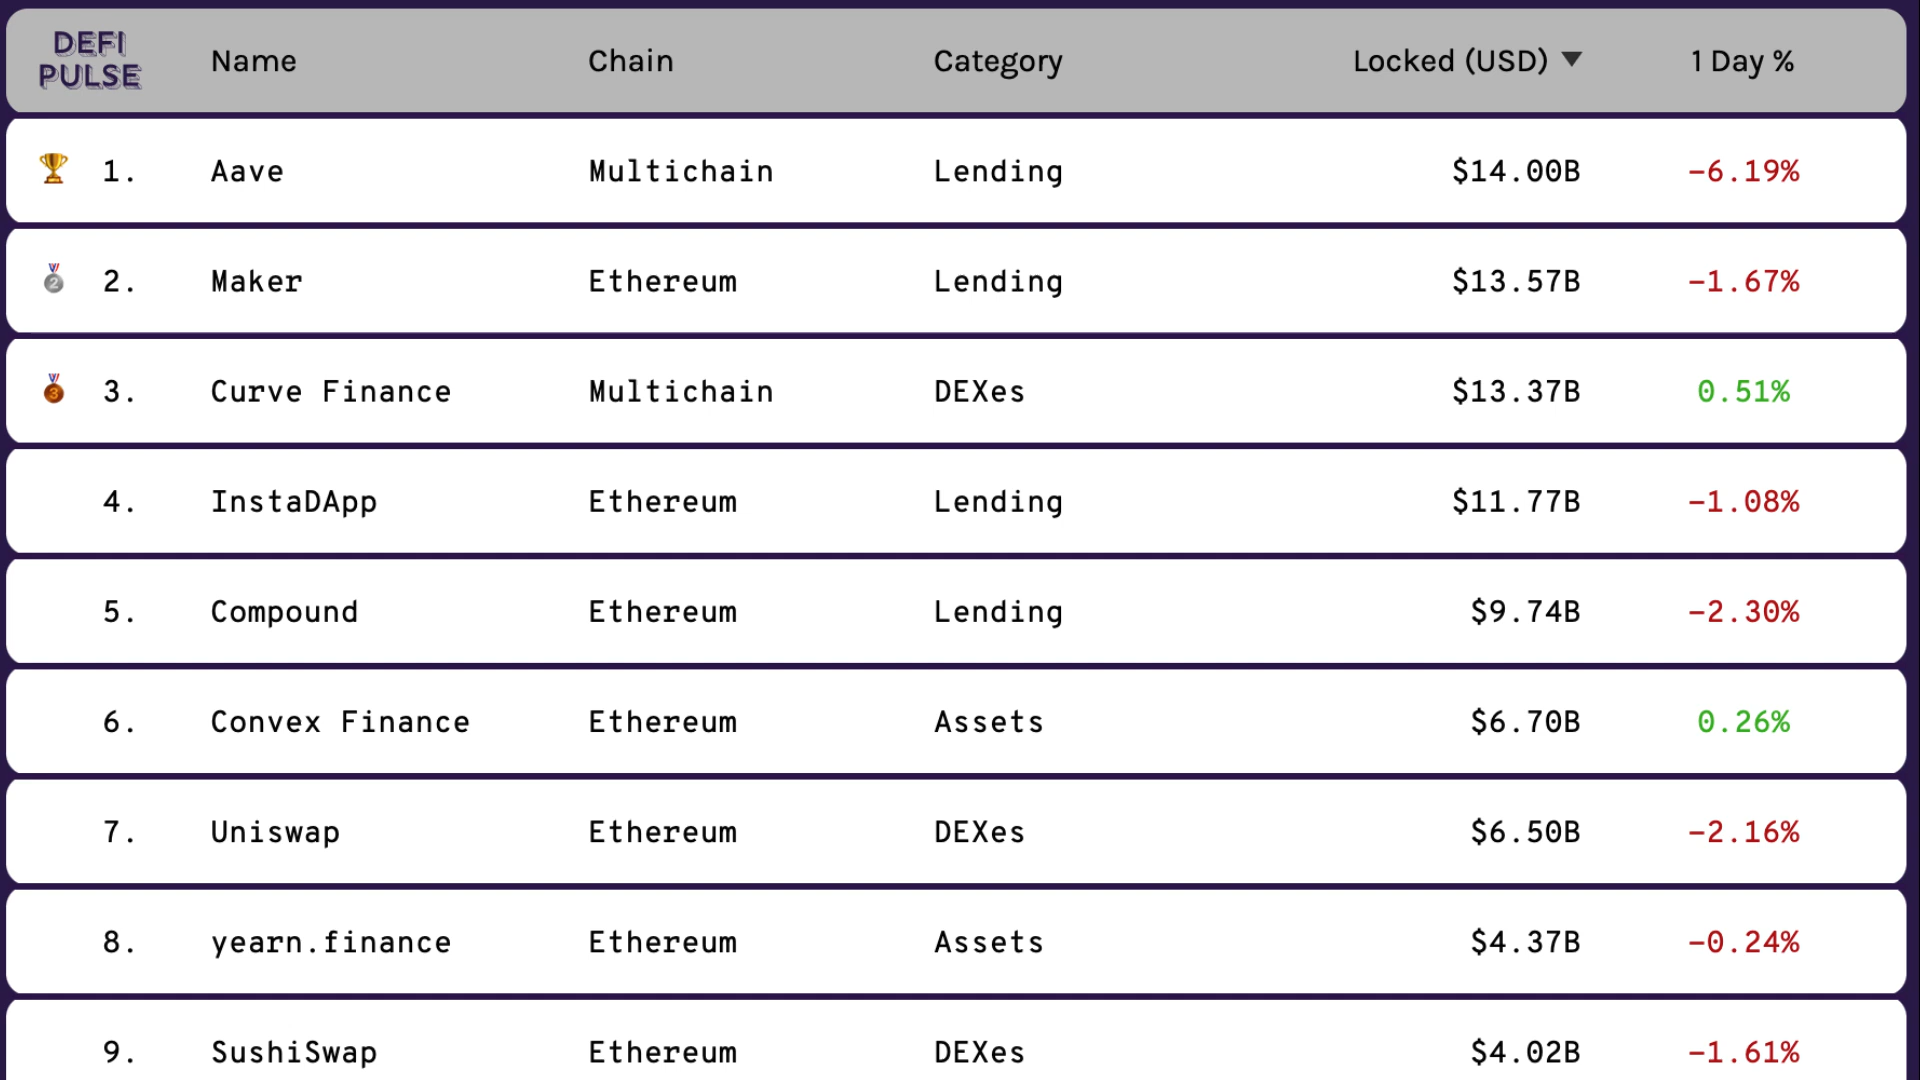 DEFI PULSE Name Chain Category Locked (USD) ▼ 1 Day %
1. Aave Multichain Lending $14.00B -6.19%
2 2. Maker Ethereum Lending $13.57B -1.67%
3 3. Curve Finance Multichain DEXes $13.37B 0.51%
4. InstaDApp Ethereum Lending $11.77B -1.08%
5. Compound Ethereum Lending $9.74B -2.30%
6. Convex Finance Ethereum Assets $6.70B 0.26%
7. Uniswap Ethereum DEXes $6.50B -2.16%
8. yearn.finance Ethereum Assets $4.37B -0.24%
9. SushiSwap Ethereum DEXes $4.02B -1.61%